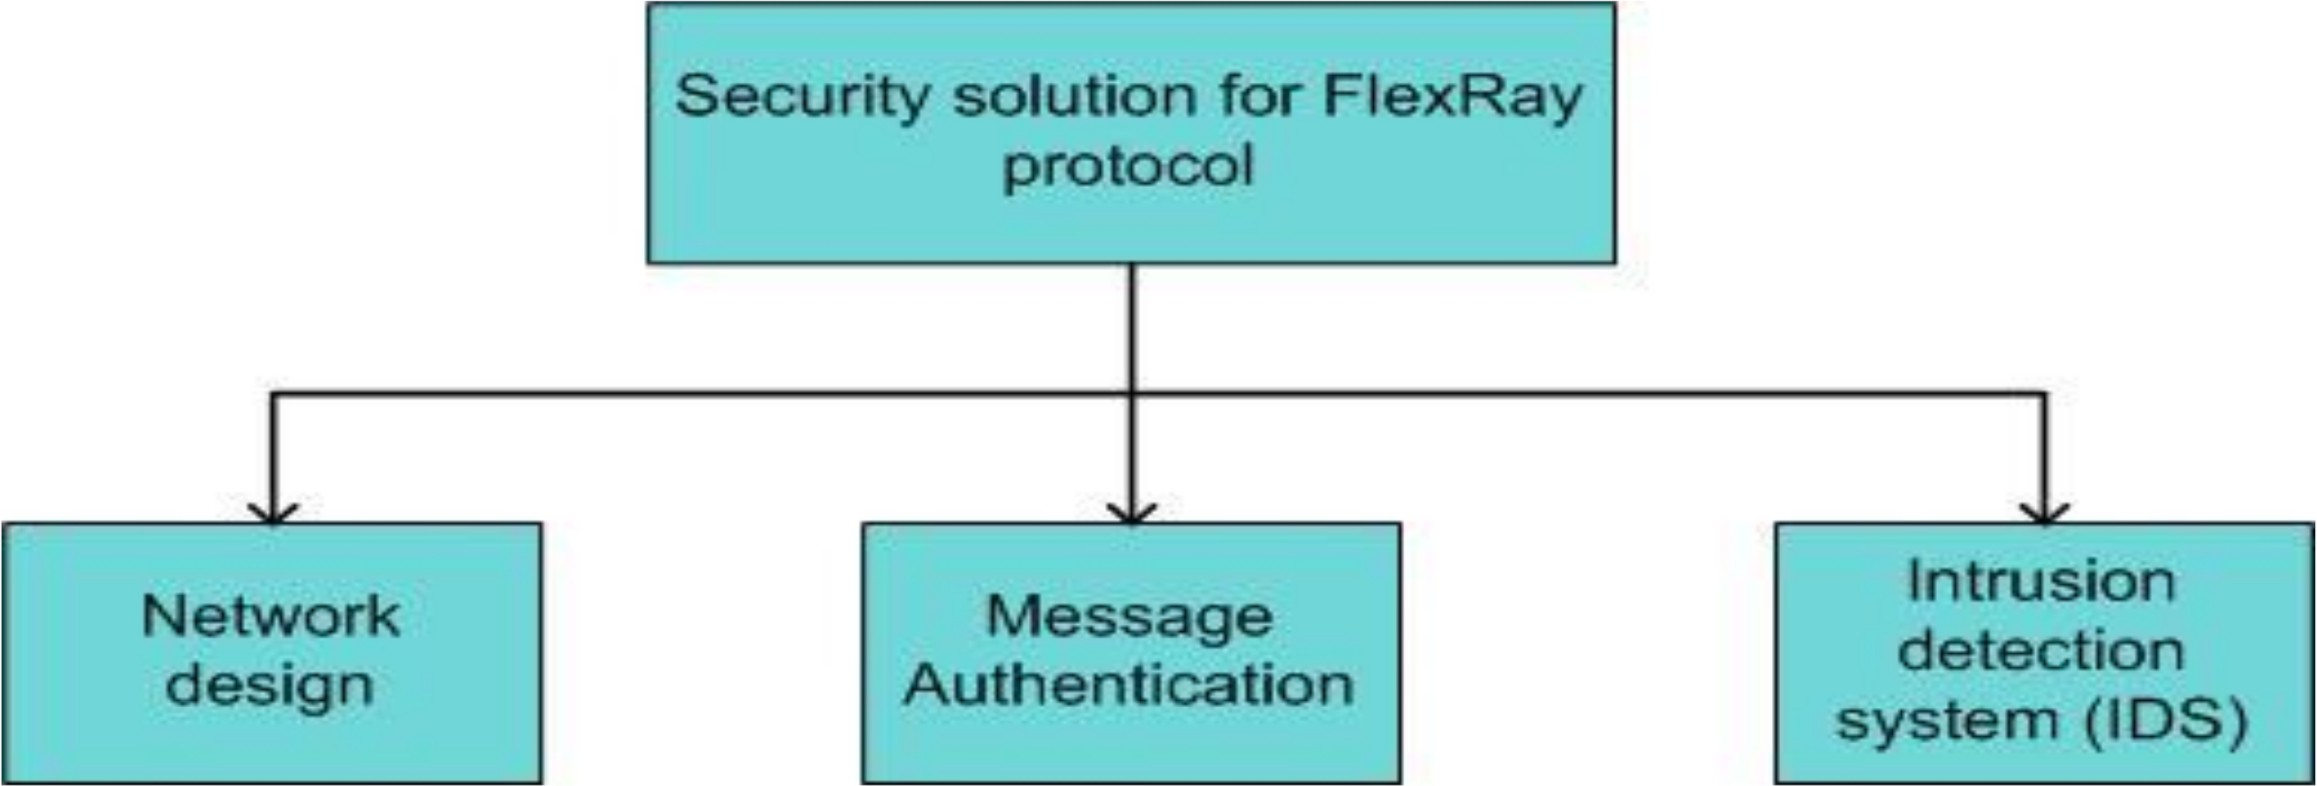 Security solution for FlexRay
protocol
Network
design
Message
Authentication
Intrusion
detection
system (IDS)